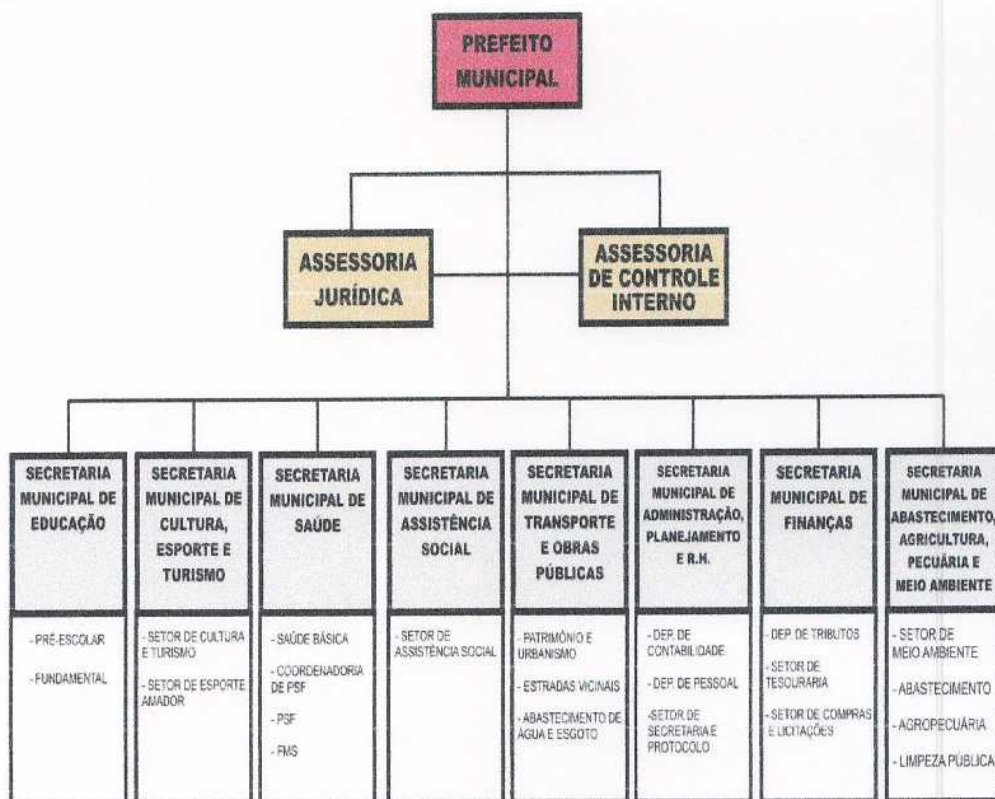 PREFEITO
MUNICIPAL
ASSESSORIA
JURÍDICA
ASSESSORIA
DE CONTROLE
INTERNO
SECRETARIA
MUNICIPAL DE
EDUCAÇÃO
- PRÉ-ESCOLAR
- FUNDAMENTAL
SECRETARIA
MUNICIPAL DE
CULTURA,
ESPORTE E
TURISMO
- SETOR DE CULTURA
E TURISMO
- SETOR DE ESPORTE
AMADOR
SECRETARIA
MUNICIPAL DE
SAÚDE
- SAÚDE BÁSICA
- COORDENADORIA
DE PSF
- PSF
- FMS
SECRETARIA
MUNICIPAL DE
ASSISTÊNCIA
SOCIAL
- SETOR DE
ASSISTÊNCIA SOCIAL
SECRETARIA
MUNICIPAL DE
TRANSPORTE
E OBRAS
PÚBLICAS
- PATRIMÔNIO E
URBANISMO
- ESTRADAS VICINAIS
- ABASTECIMENTO DE
ÁGUA E ESGOTO
SECRETARIA
MUNICIPAL DE
ADMINISTRAÇÃO,
PLANEJAMENTO
E R.H.
- DEP. DE
CONTABILIDADE
- DEP. DE PESSOAL
-SETOR DE
SECRETARIA E
PROTOCOLO
SECRETARIA
MUNICIPAL DE
FINANÇAS
- DEP. DE TRIBUTOS
- SETOR DE
TESOURARIA
- SETOR DE COMPRAS
E LICITAÇÕES
SECRETARIA
MUNICIPAL DE
ABASTECIMENTO,
AGRICULTURA,
PECUÁRIA E
MEIO AMBIENTE
- SETOR DE
MEIO AMBIENTE
- ABASTECIMENTO
- AGROPECUÁRIA
- LIMPEZA PÚBLICA